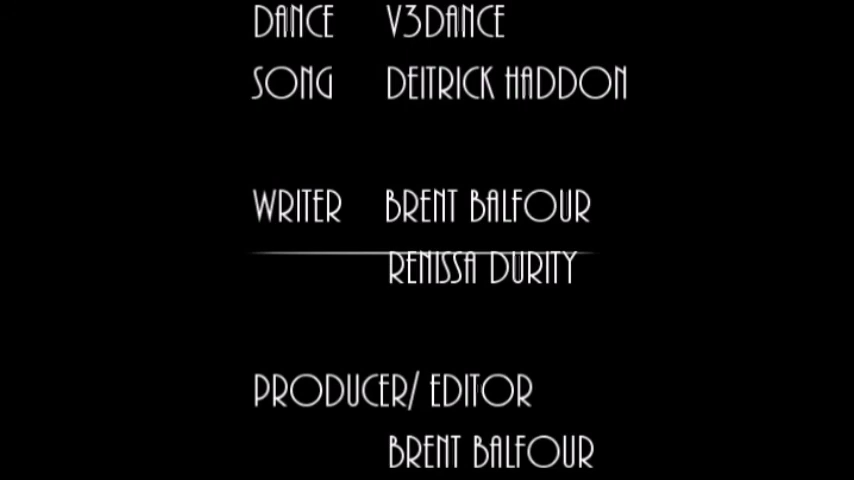 DANCE V3DANCE
SONG DEITRICK HADDON
WRITER BRENT BALFOUR
RENISSA DURITY
PRODUCER/ EDITOR
BRENT BALFOUR